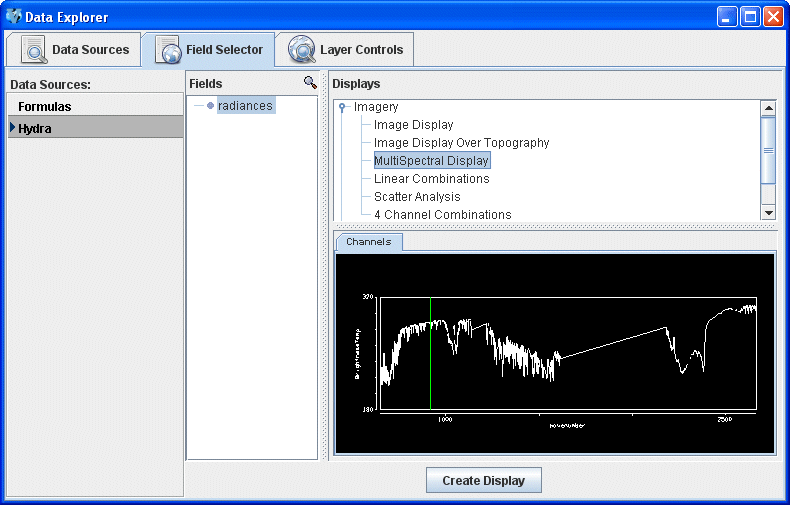 Data Explorer
Data Sources
Field Selector
Layer Controls
Data Sources:
Formulas
Hydra
Fields
radiances
Displays
Imagery
Image Display
Image Display Over Topography
MultiSpectral Display
Linear Combinations
Scatter Analysis
4 Channel Combinations
Channels
320
BrightnessTemp
180
1000
2500
wavenumber
Create Display